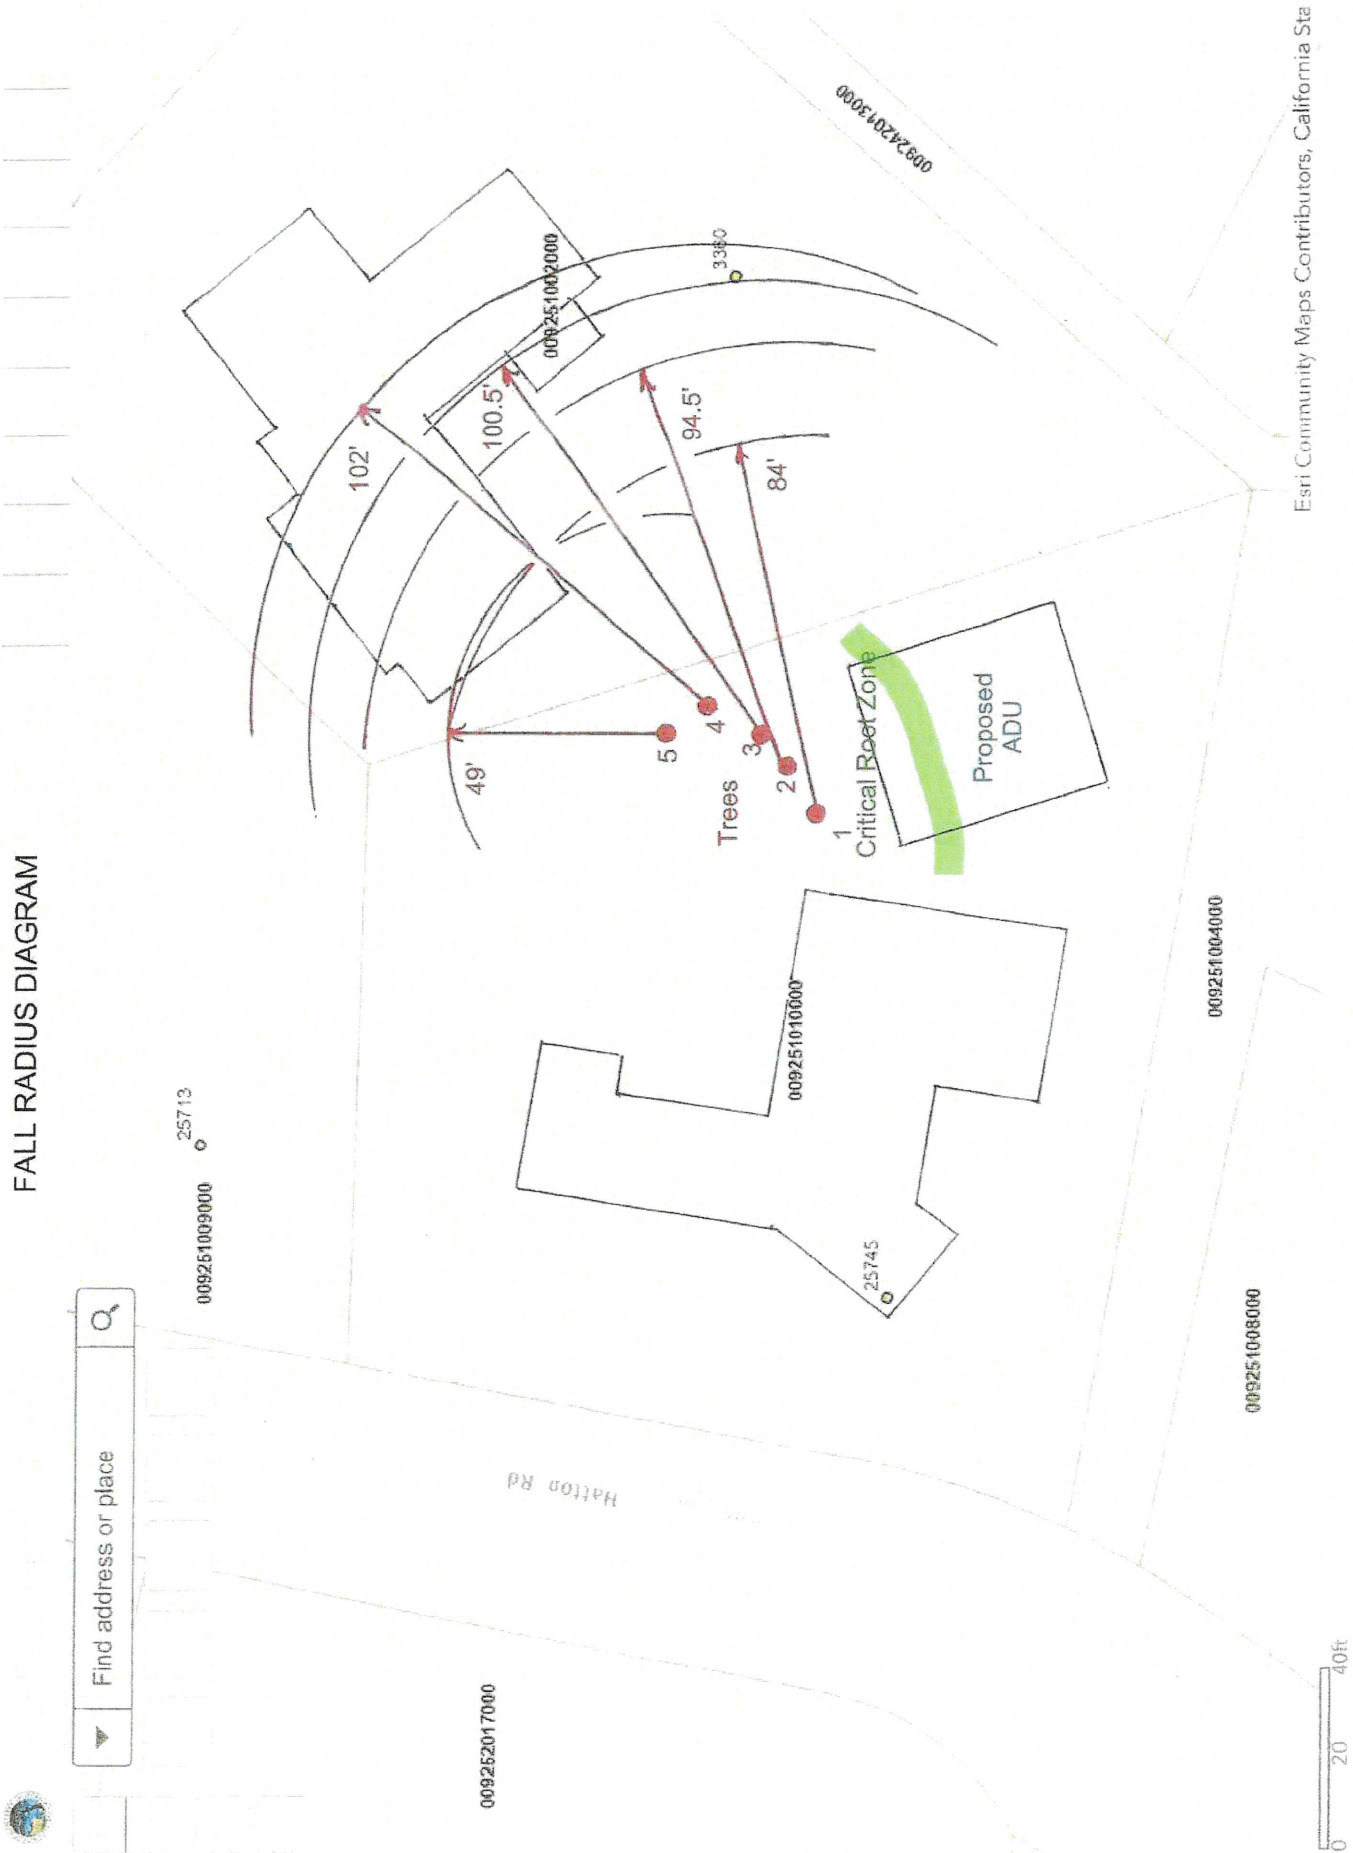 FALL RADIUS DIAGRAM
Find address or place
009251009000
25713
009252017000
Hatton Rd
102'
100.5'
94.5'
84'
49'
009251002000
3360
009242013000
5
4
3
2
1
Trees
Critical Root Zone
Proposed
ADU
009251010000
25745
009251004000
009251008000
0 20 40ft
Esri Community Maps Contributors, California Sta